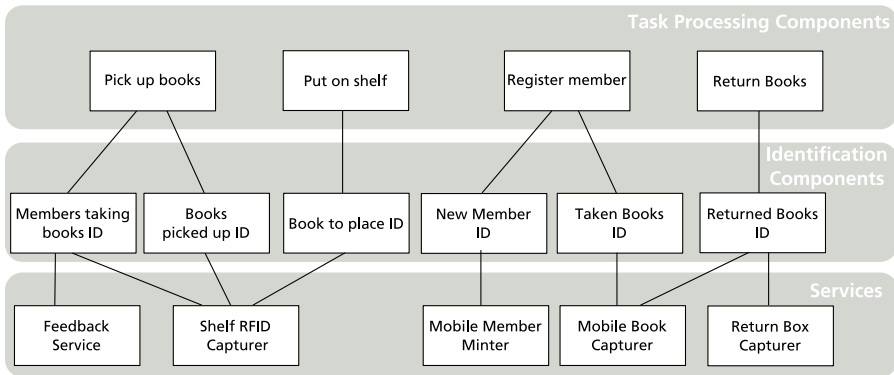 Task Processing Components
Pick up books
Put on shelf
Register member
Return Books
Identification
Components
Members taking
books ID
Books
picked up ID
Book to place ID
New Member
ID
Taken Books
ID
Returned Books
ID
Services
Feedback
Service
Shelf RFID
Capturer
Mobile Member
Minter
Mobile Book
Capturer
Return Box
Capturer